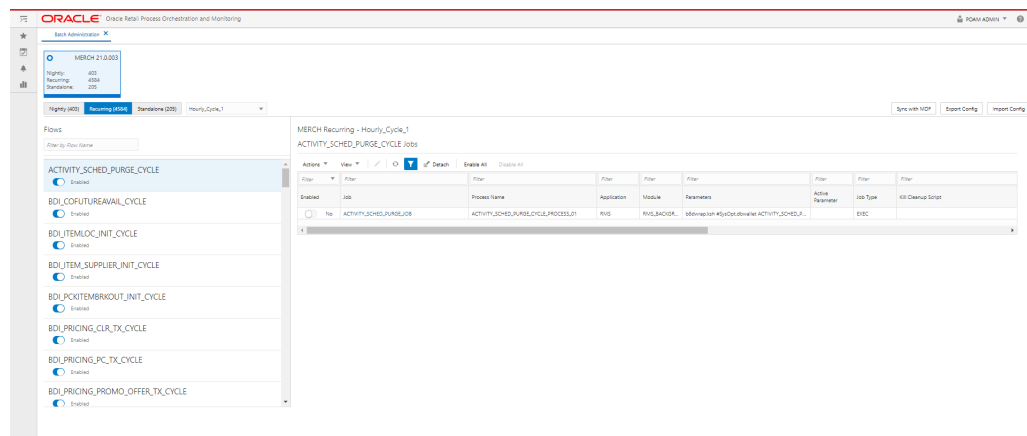 ORACLE Oracle Retail Process Orchestration and Monitoring
POAM ADMIN
Batch Administration X
MERCH 21.0.003
Nightly: 403
Recurring: 4584
Standalone: 205
Nightly (403) Recurring (4584) Standalone (205) Hourly_Cycle_1
Sync with MDF Export Config Import Config
Flows
Filter by Flow Name
ACTIVITY_SCHED_PURGE_CYCLE
Enabled
BDI_COFUTUREAVAIL_CYCLE
Enabled
BDI_ITEMLOC_INIT_CYCLE
Enabled
BDI_ITEM_SUPPLIER_INIT_CYCLE
Enabled
BDI_PCKITEMBRKOUT_INIT_CYCLE
Enabled
BDI_PRICING_CLR_TX_CYCLE
Enabled
BDI_PRICING_PC_TX_CYCLE
Enabled
BDI_PRICING_PROMO_OFFER_TX_CYCLE
Enabled
MERCH Recurring - Hourly_Cycle_1
ACTIVITY_SCHED_PURGE_CYCLE Jobs
Actions View Detach Enable All Disable All
Filter Filter Filter Filter Filter Filter Filter Filter Filter
Enabled Job Process Name Application Module Parameters Active Parameter Job Type Kill Cleanup Script
No ACTIVITY_SCHED_PURGE_JOB ACTIVITY_SCHED_PURGE_CYCLE_PROCESS_01 RMS RMS_BACKGR... #SysOpt.dbwallet ACTIVITY_SCHED_P... EXEC